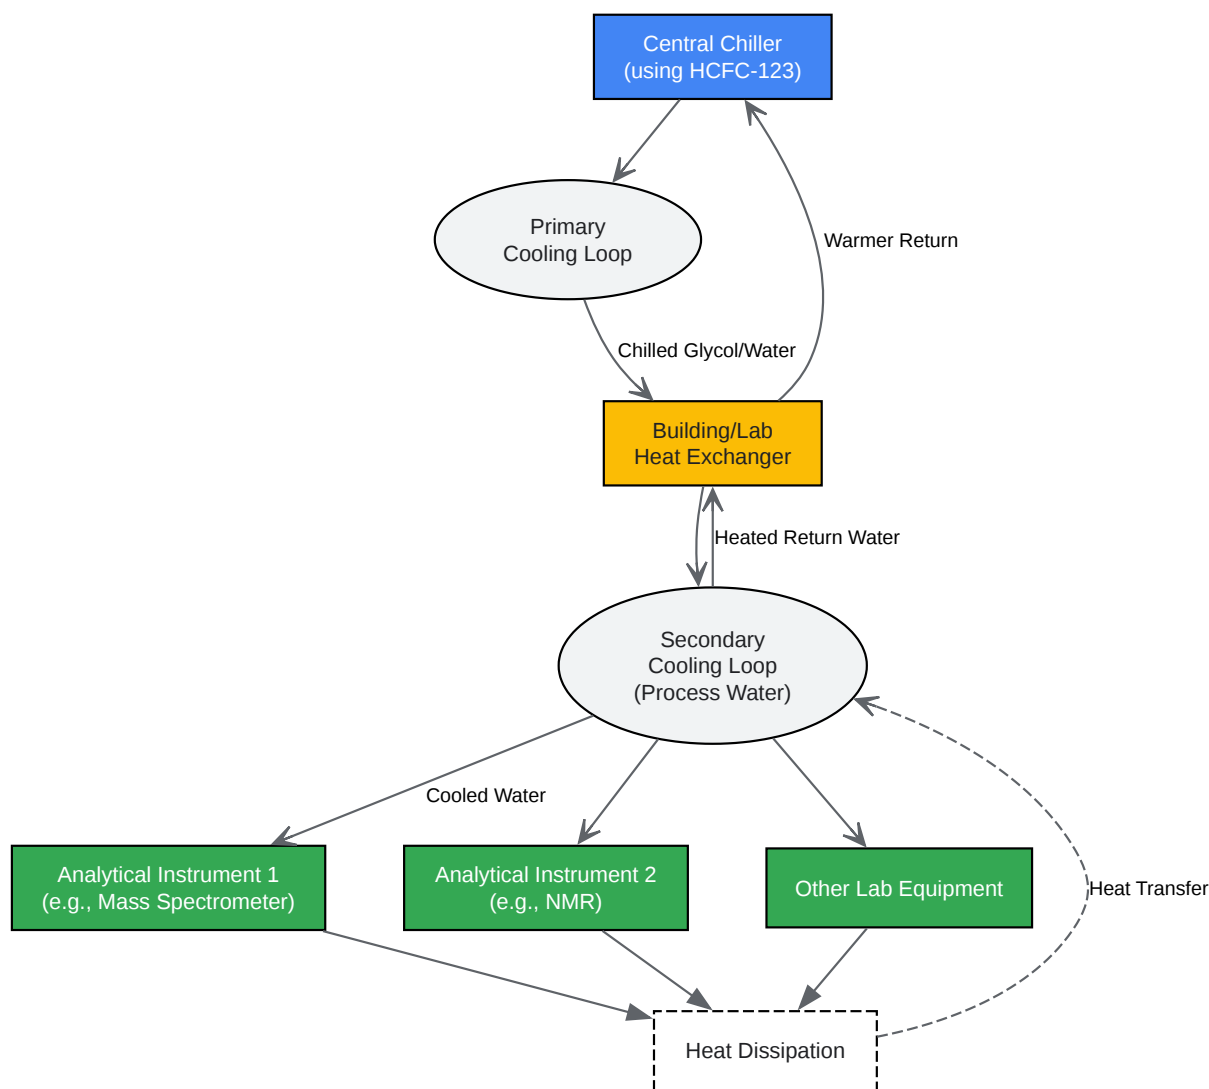 Central Chiller
(using HCFC-123)
Primary
Cooling Loop
Warmer Return
Chilled Glycol/Water
Building/Lab
Heat Exchanger
Heated Return Water
Secondary
Cooling Loop
(Process Water)
Cooled Water
Analytical Instrument 1
(e.g., Mass Spectrometer)
Analytical Instrument 2
(e.g., NMR)
Other Lab Equipment
Heat Transfer
Heat Dissipation